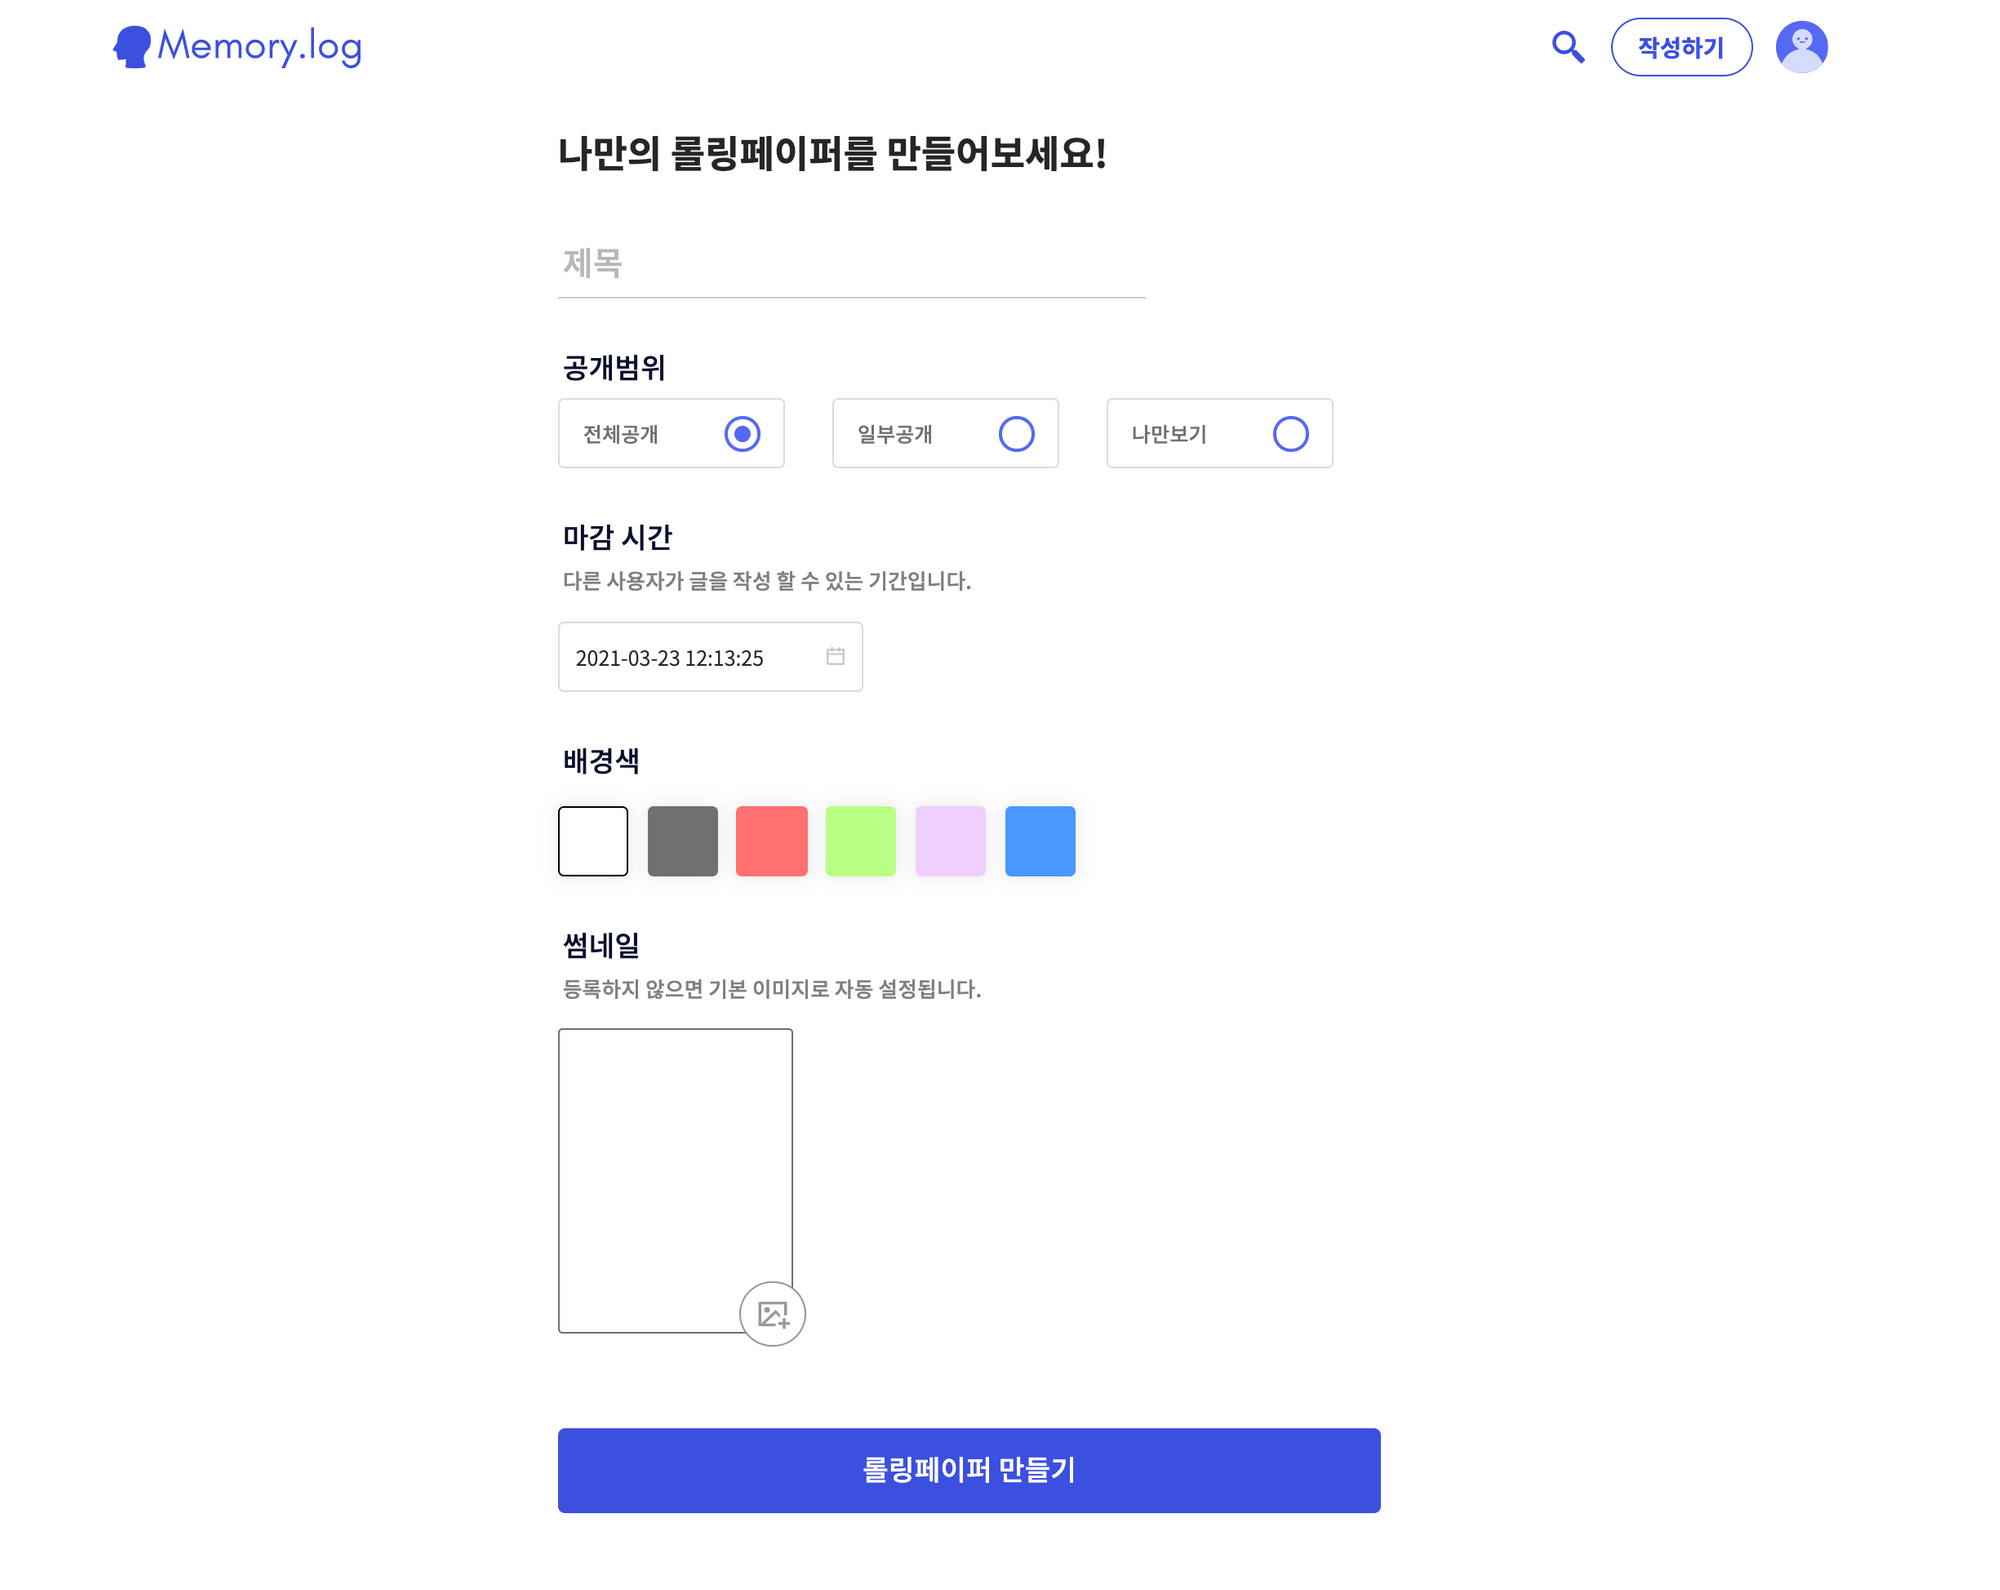 Memory.log
작성하기
나만의 롤링페이퍼를 만들어보세요!
제목
공개범위
전체공개
일부공개
나만보기
마감 시간
다른 사용자가 글을 작성 할 수 있는 기간입니다.
2021-03-23 12:13:25
배경색
썸네일
등록하지 않으면 기본 이미지로 자동 설정됩니다.
롤링페이퍼 만들기